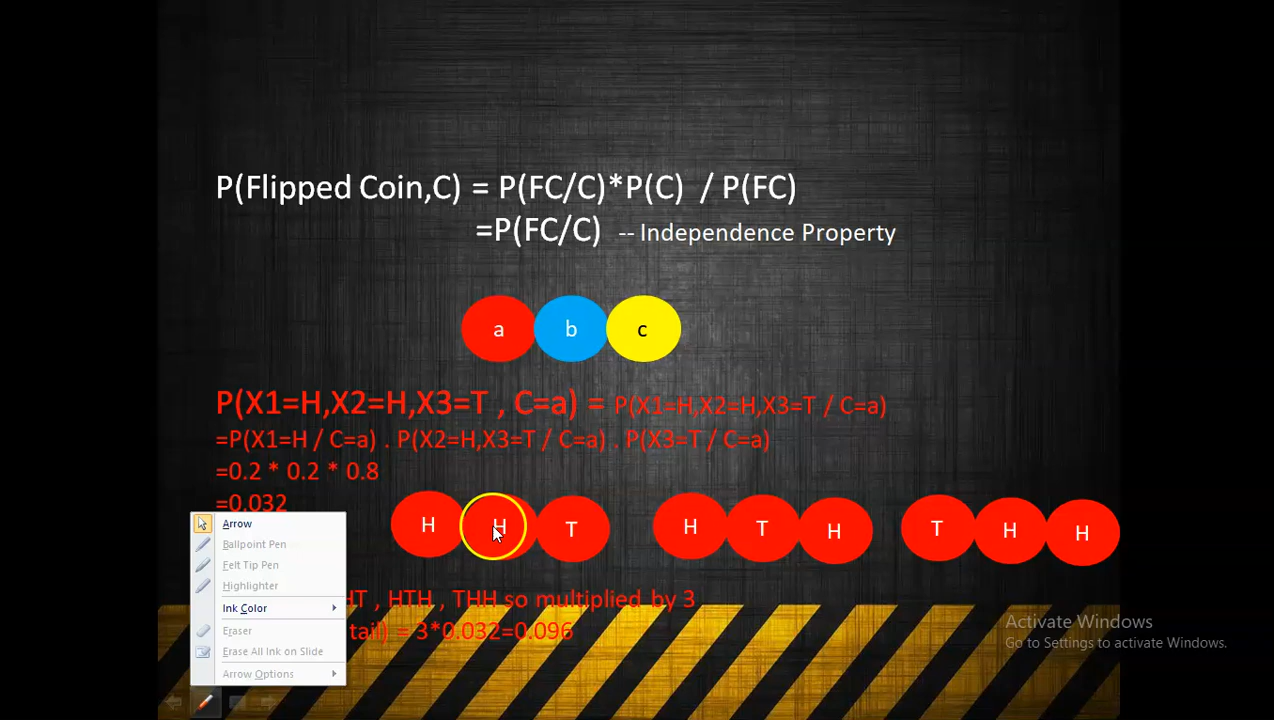 P(Flipped Coin,C) = P(FC/C)*P(C) / P(FC)
=P(FC/C) -- Independence Property
a b c
P(X1=H,X2=H,X3=T , C=a) = P(X1=H,X2=H,X3=T / C=a)
=P(X1=H / C=a) . P(X2=H,X3=T / C=a) . P(X3=T / C=a)
=0.2 * 0.2 * 0.8
=0.032
H H T H T H T H H
HT , HTH , THH so multiplied by 3
tail) = 3*0.032=0.096
Arrow
Ballpoint Pen
Felt Tip Pen
Highlighter
Ink Color
Eraser
Erase All Ink on Slide
Arrow Options
Activate Windows
Go to Settings to activate Windows.